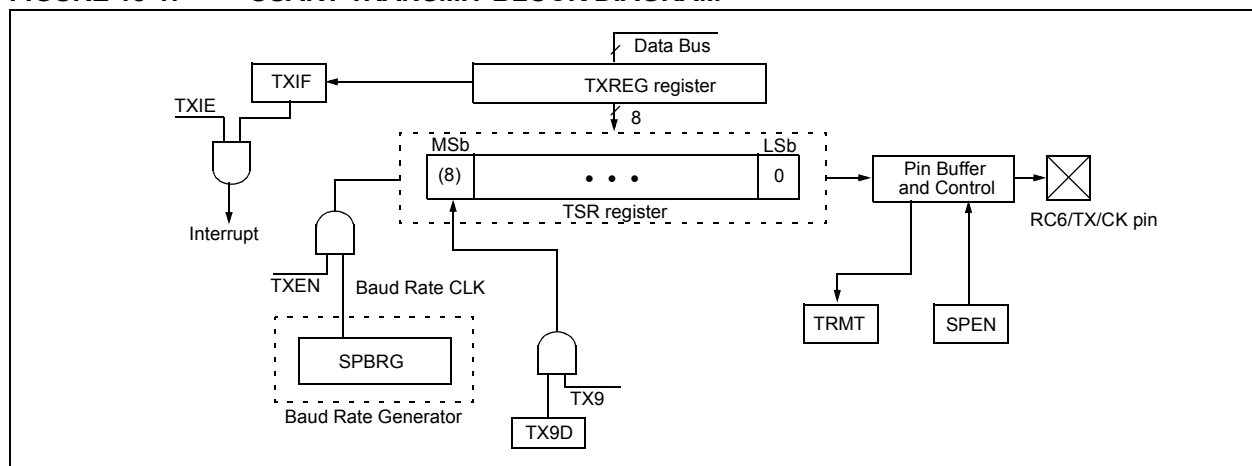 Data Bus
TXIF
TXREG register
TXIE
8
MSb
LSb
(8)
• • •
0
Pin Buffer
and Control
TSR register
Interrupt
RC6/TX/CK pin
TXEN
Baud Rate CLK
TRMT
SPEN
SPBRG
TX9
Baud Rate Generator
TX9D